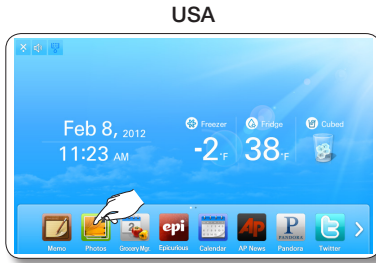 USA
Feb 8, 2012
11:23 AM
Freezer
-2°F
Fridge
38°F
Cubed
epi
AP
P
PANDORA
Memo Photos Grocery Mgr. Epicurious Calendar AP News Pandora Twitter